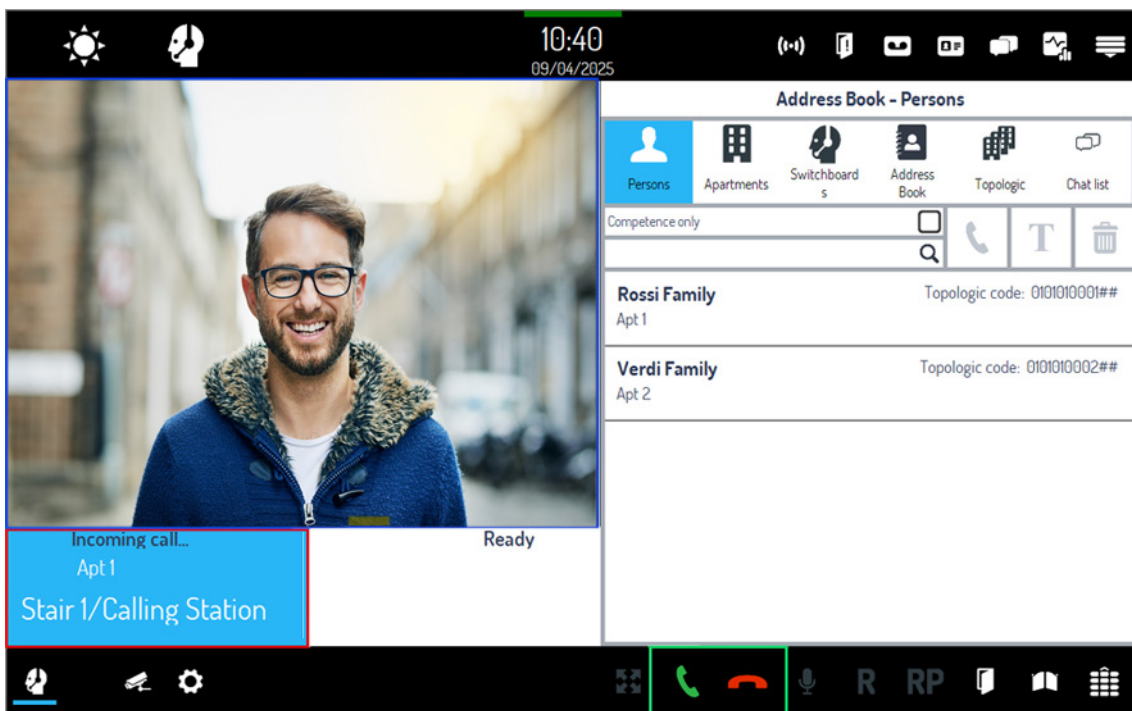 10:40
09/04/2025
Address Book - Persons
Persons
Apartments
Switchboard
s
Address
Book
Topologic
Chat list
Competence only
T
Rossi Family
Topologic code: 0101010001##
Apt 1
Verdi Family
Topologic code: 0101010002##
Apt 2
Incoming call...
Ready
Apt 1
Stair 1/Calling Station
R
RP